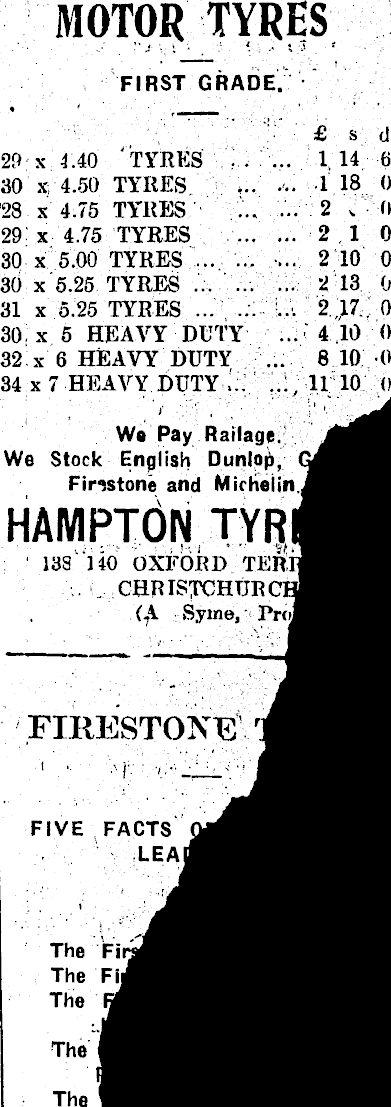 MOTOR TYRES
FIRST GRADE.
£ s d
29 x 4.40 TYRES .. ... 1 14 6
30 x 4.50 TYRES ... ... 1 18 0
28 x 4.75 TYRES ... ... 2 0
29 x 4.75 TYRES ... ... 2 1 0
30 x 5.00 TYRES ... ... 2 10 0
30 x 5.25 TYRES ... ... 2 13 0
31 x 5.25 TYRES ... ... 2 17 0
30 x 5 HEAVY DUTY ... 4 10 0
32 x 6 HEAVY DUTY ... 8 10 0
34 x 7 HEAVY DUTY ... ... 11 10 0
We Pay Railage.
We Stock English Dunlop,
Firestone and Michelin
HAMPTON
138 140 OXFORD
CHRISTCHURCH
(A Syme,
FIRESTONE
FIVE FACTS
The
The
The
The
The